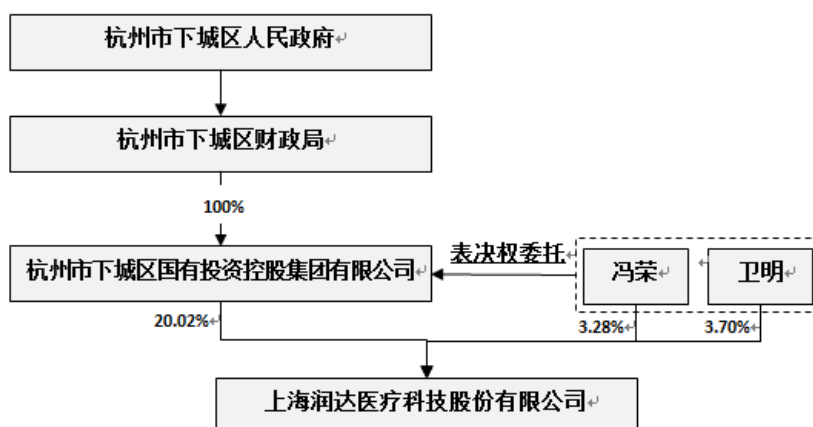 杭州市下城区人民政府
杭州市下城区财政局
100%
表决权委托
杭州市下城区国有投资控股集团有限公司
冯荣
卫明
20.02%
3.28%
3.70%
上海润达医疗科技股份有限公司